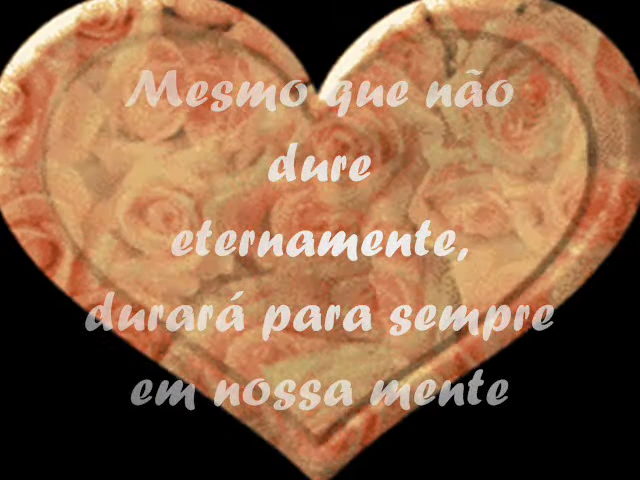 Mesmo que não
dure
eternamente,
durará para sempre
em nossa mente